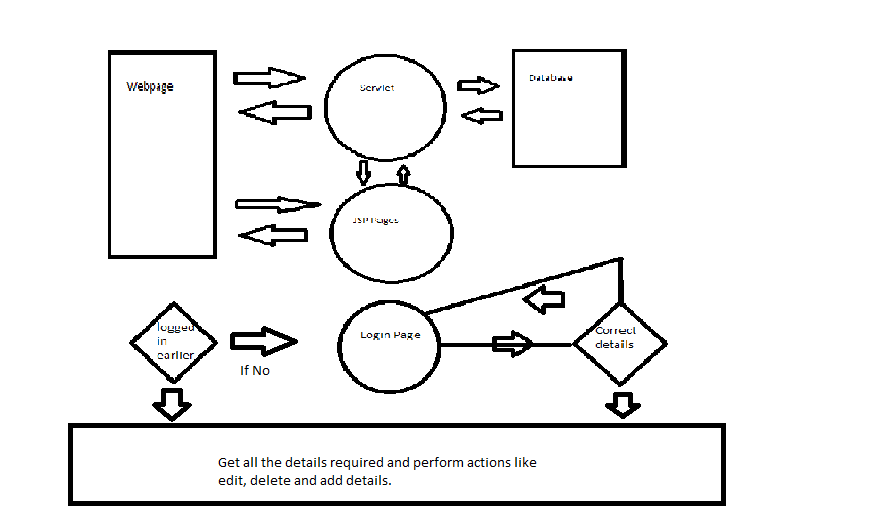 Webpage
Servlet
Database
JSP Pages
logged
in
earlier
If No
Login Page
Correct
details
Get all the details required and perform actions like
edit, delete and add details.